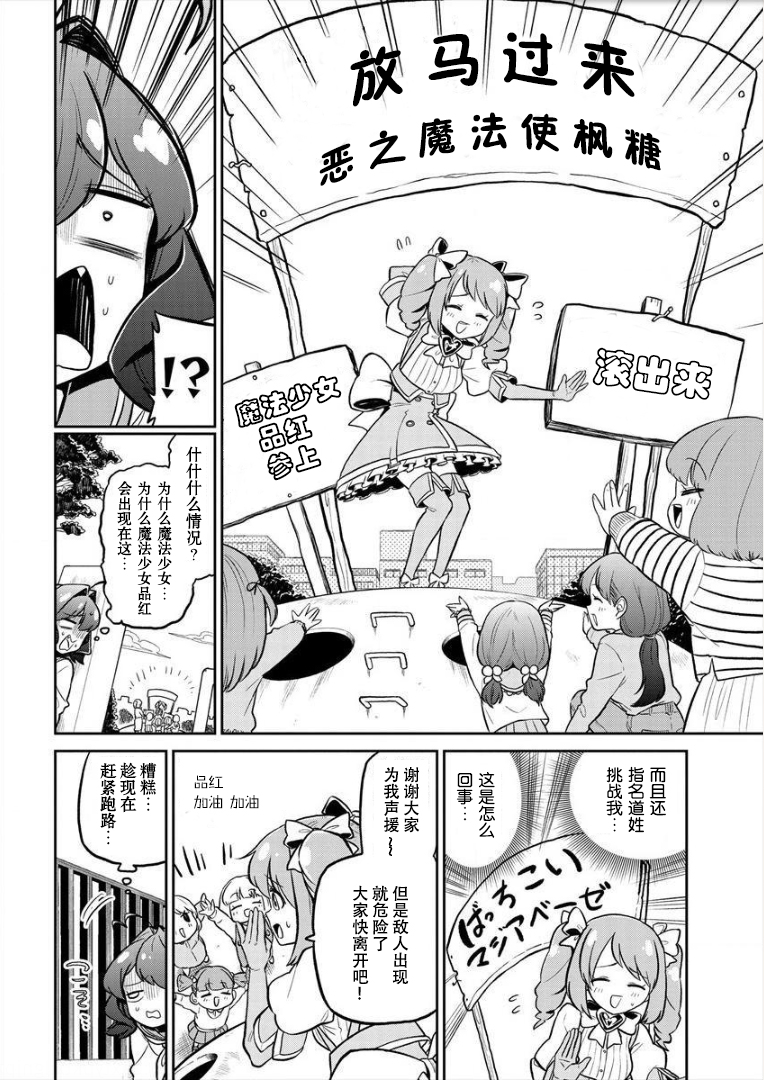 放马过来
恶之魔法使枫糖
滚出来
魔法少女
品红
参上
!?
什什什么情况？
为什么魔法少女…
为什么魔法少女品红
会出现在这…
而且还
指名道姓
挑战我…
这是怎么
回事…
ばっちこい
マジアベーゼ
谢谢大家
为我声援~
但是敌人出现
就危险了
大家快离开吧！
品红
加油 加油
糟糕…
趁现在
赶紧跑路…